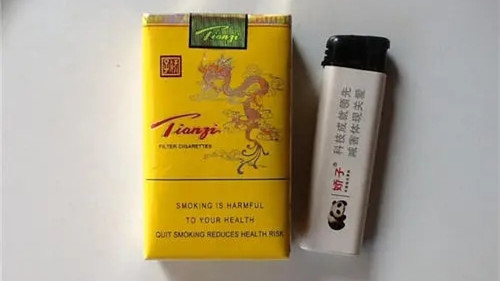 Tianzi
Tianzi
FILTER CIGARETTES
SMOKING IS HARMFUL
TO YOUR HEALTH
QUIT SMOKING REDUCES HEALTH RISK
科技成就领先
减害体现关爱
娇子®